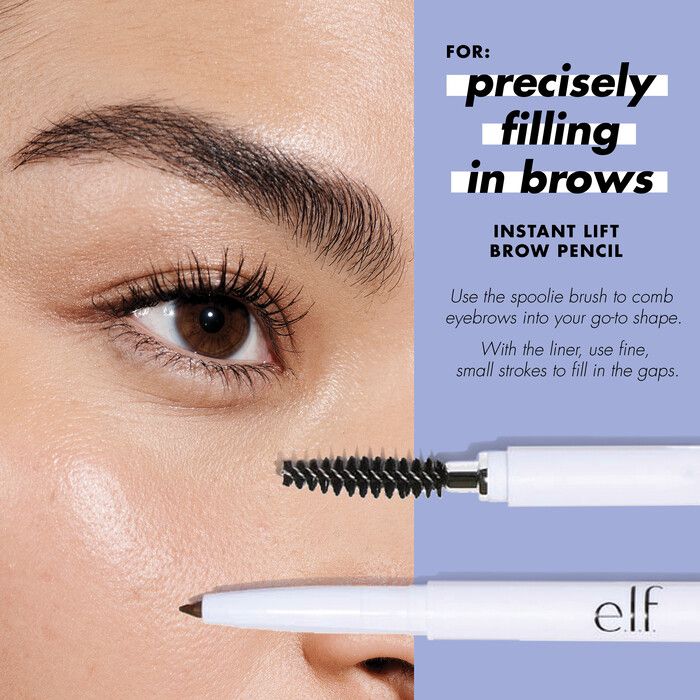 FOR:
precisely
filling
in brows
INSTANT LIFT
BROW PENCIL
Use the spoolie brush to comb
eyebrows into your go-to shape.
With the liner, use fine,
small strokes to fill in the gaps.
e.l.f.